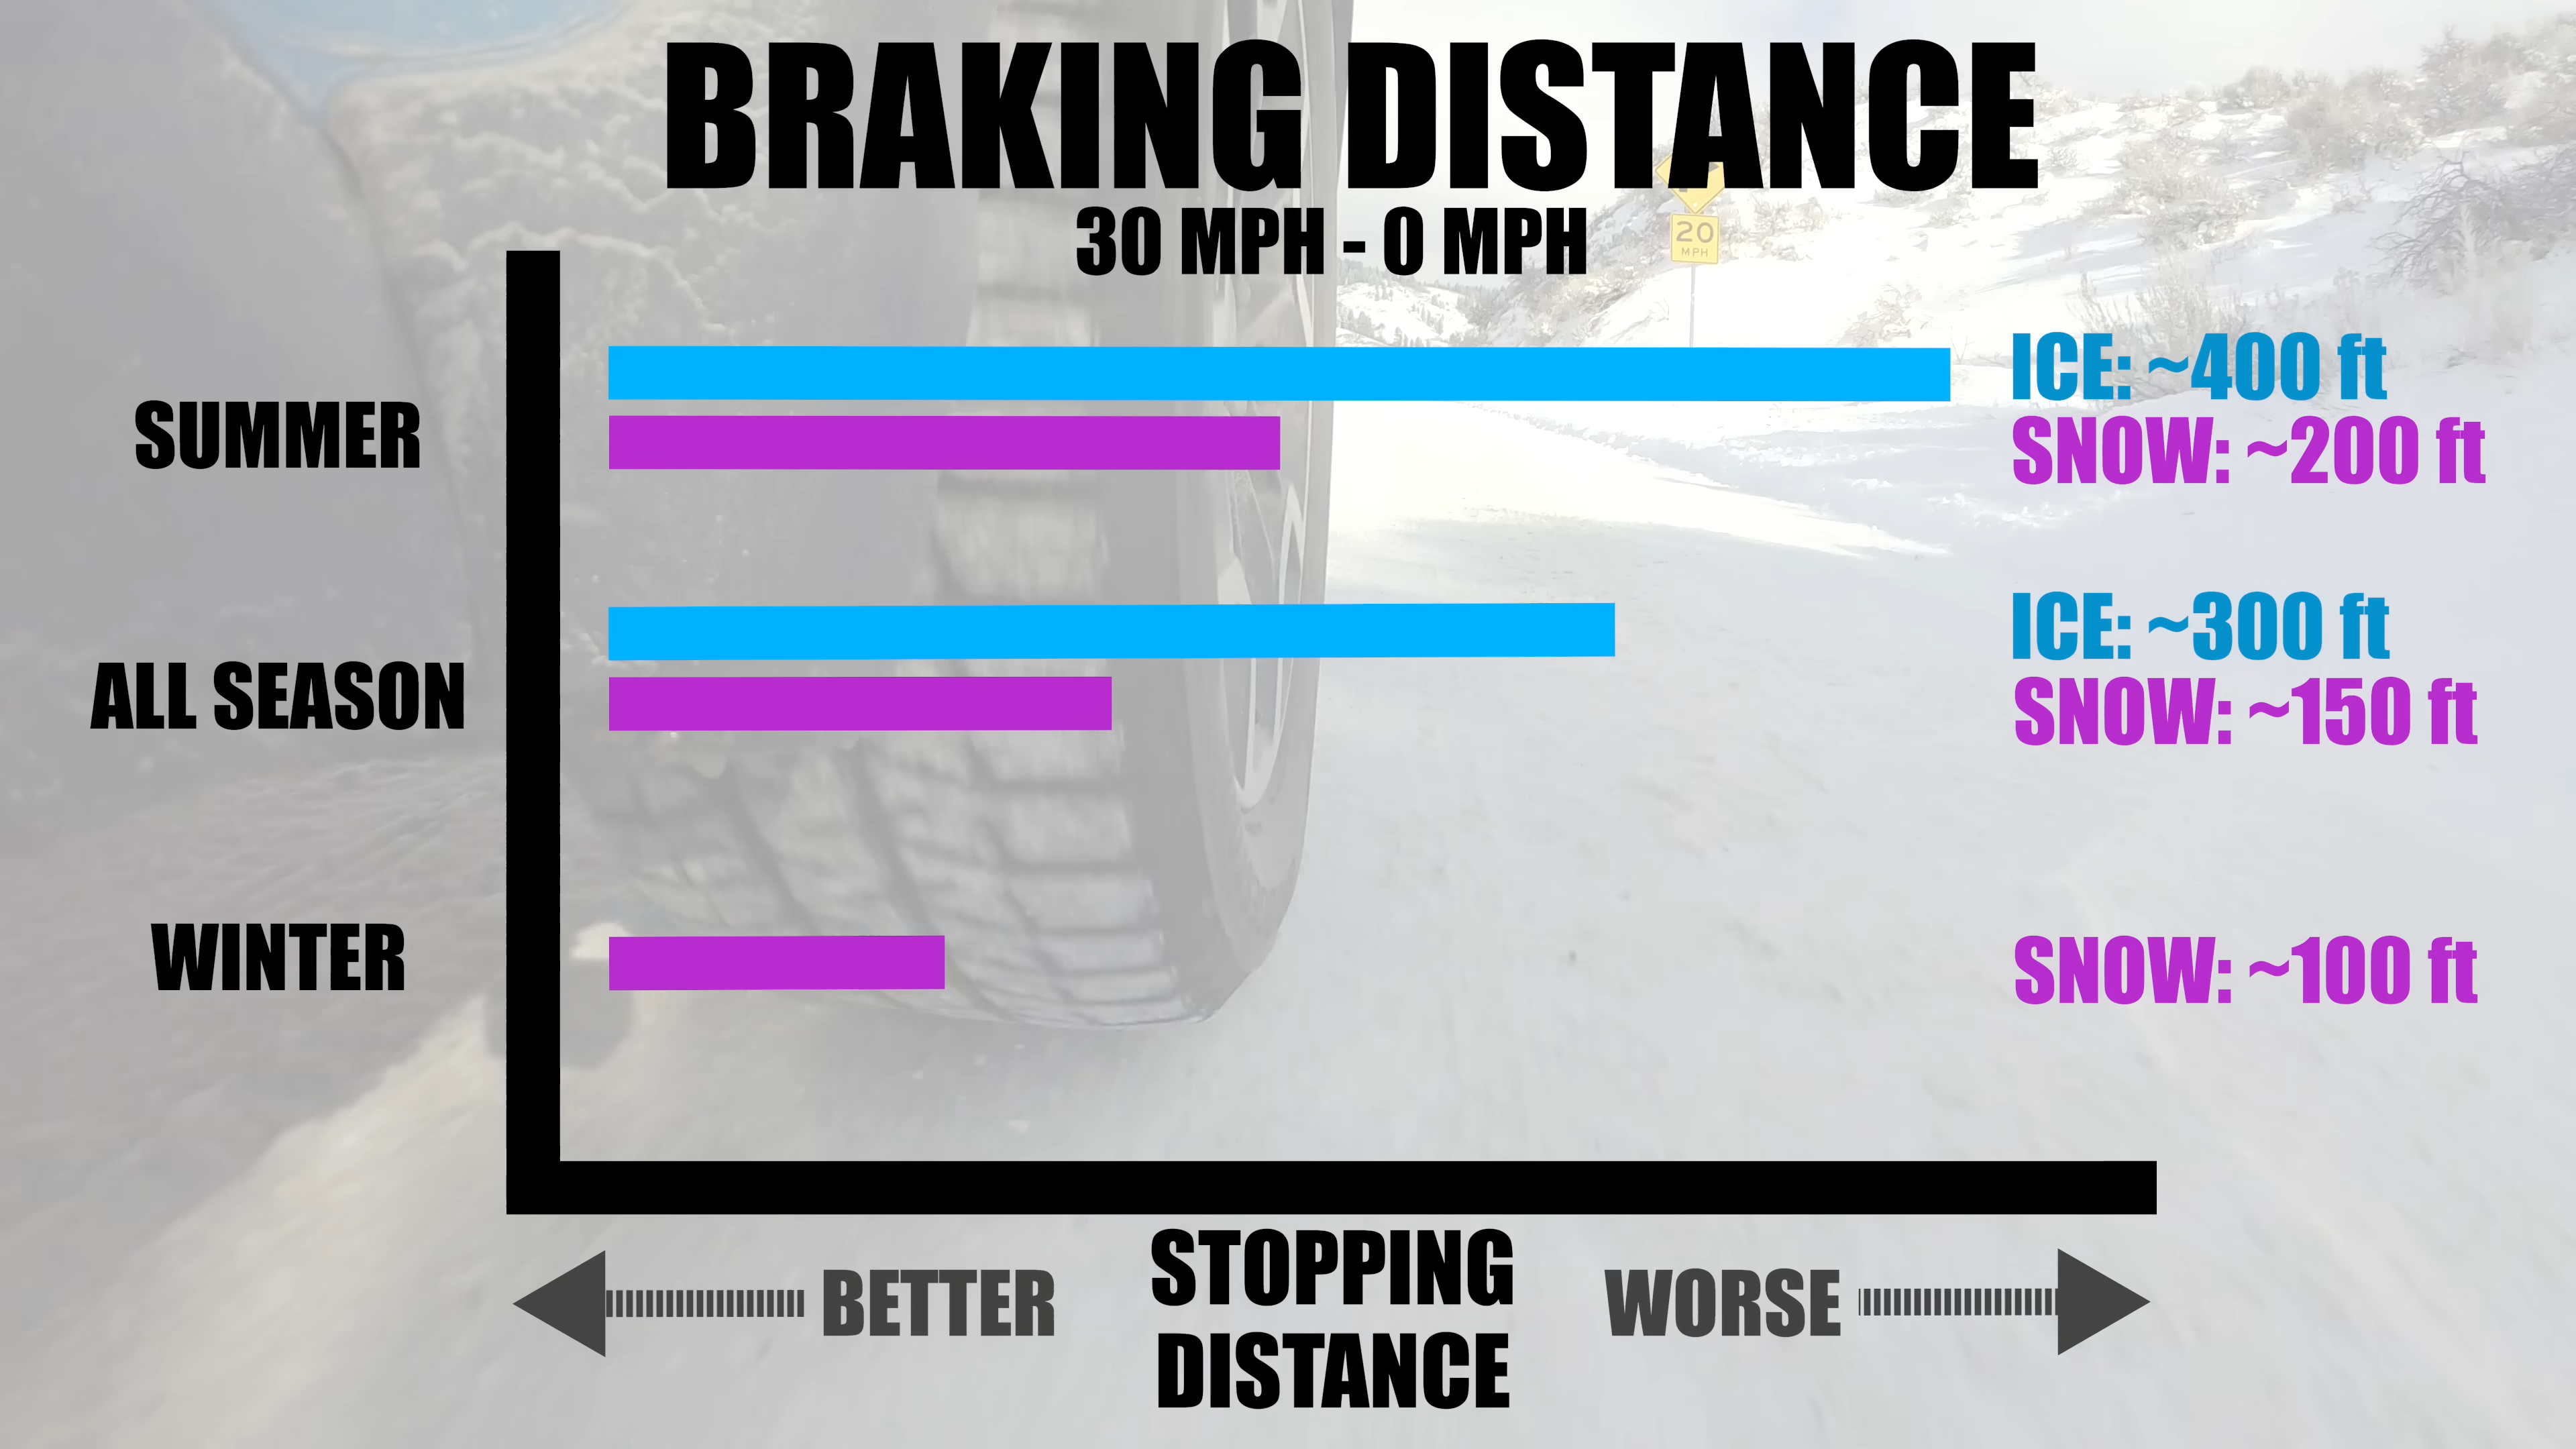 BRAKING DISTANCE
30 MPH - 0 MPH
20
MPH
SUMMER
ICE: ~400 ft
SNOW: ~200 ft
ALL SEASON
ICE: ~300 ft
SNOW: ~150 ft
WINTER
SNOW: ~100 ft
BETTER
STOPPING
DISTANCE
WORSE